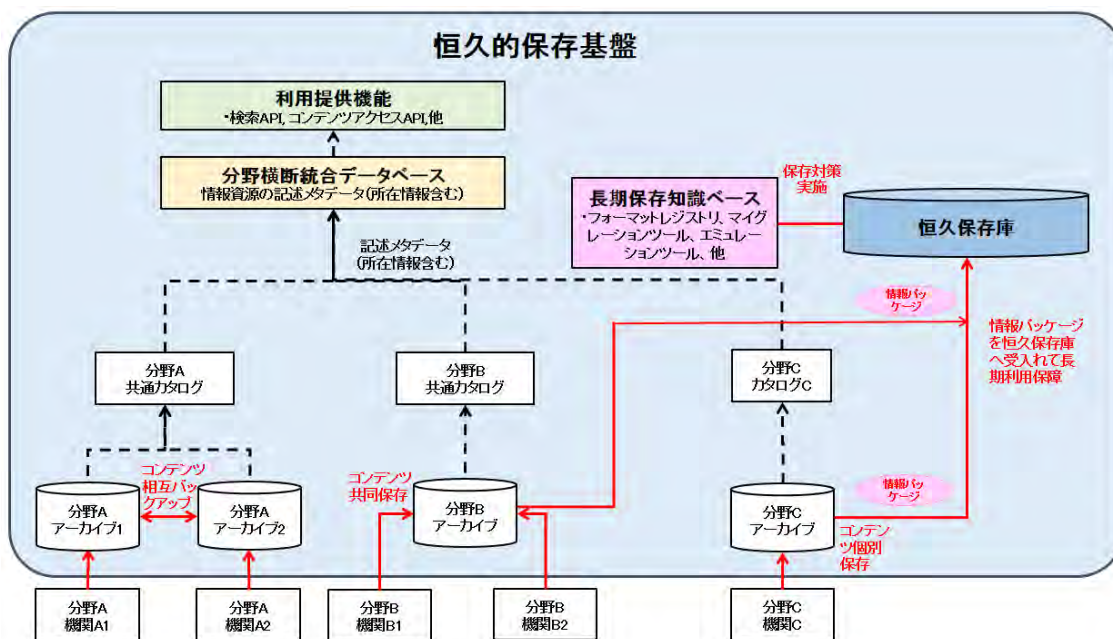 恒久的保存基盤
利用提供機能
・検索API,コンテンツアクセスAPI,他
分野横断統合データベース
情報資源の記述メタデータ(所在情報含む)
記述メタデータ
(所在情報含む)
長期保存知識ベース
・フォーマットレジストリ、マイグ
レーションツール、エミュレー
ションツール、他
保存対策
実施
恒久保存庫
情報パッ
ケージ
情報パッケージ
を恒久保存庫
へ受入れて長
期利用保障
分野A
共通カタログ
分野B
共通カタログ
分野C
カタログC
コンテンツ
相互バッ
クアップ
分野A
アーカイブ1
分野A
アーカイブ2
コンテンツ
共同保存
分野B
アーカイブ
分野C
アーカイブ
情報パッ
ケージ
コンテン
ツ個別
保存
分野A
機関A1
分野A
機関A2
分野B
機関B1
分野B
機関B2
分野C
機関C